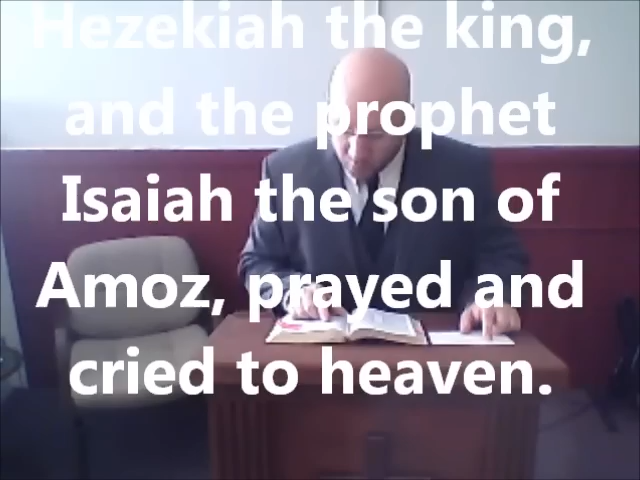 Hezekiah the king,
and the prophet
Isaiah the son of
Amoz, prayed and
cried to heaven.